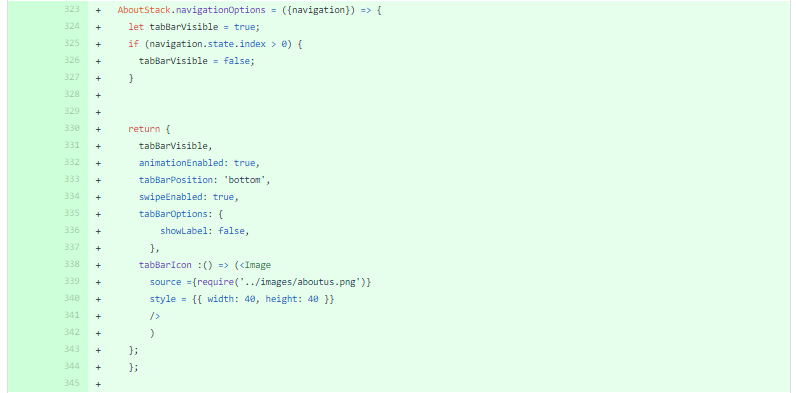 323 + AboutStack.navigationOptions = ({navigation}) => {
324 + let tabBarVisible = true;
325 + if (navigation.state.index > 0) {
326 + tabBarVisible = false;
327 + }
328 +
329 +
330 + return {
331 + tabBarVisible,
332 + animationEnabled: true,
333 + tabBarPosition: 'bottom',
334 + swipeEnabled: true,
335 + tabBarOptions: {
336 + showLabel: false,
337 + },
338 + tabBarIcon :() => (<Image
339 + source ={require('../images/aboutus.png')}
340 + style = {{ width: 40, height: 40 }}
341 + />
342 + )
343 + };
344 + };
345 +